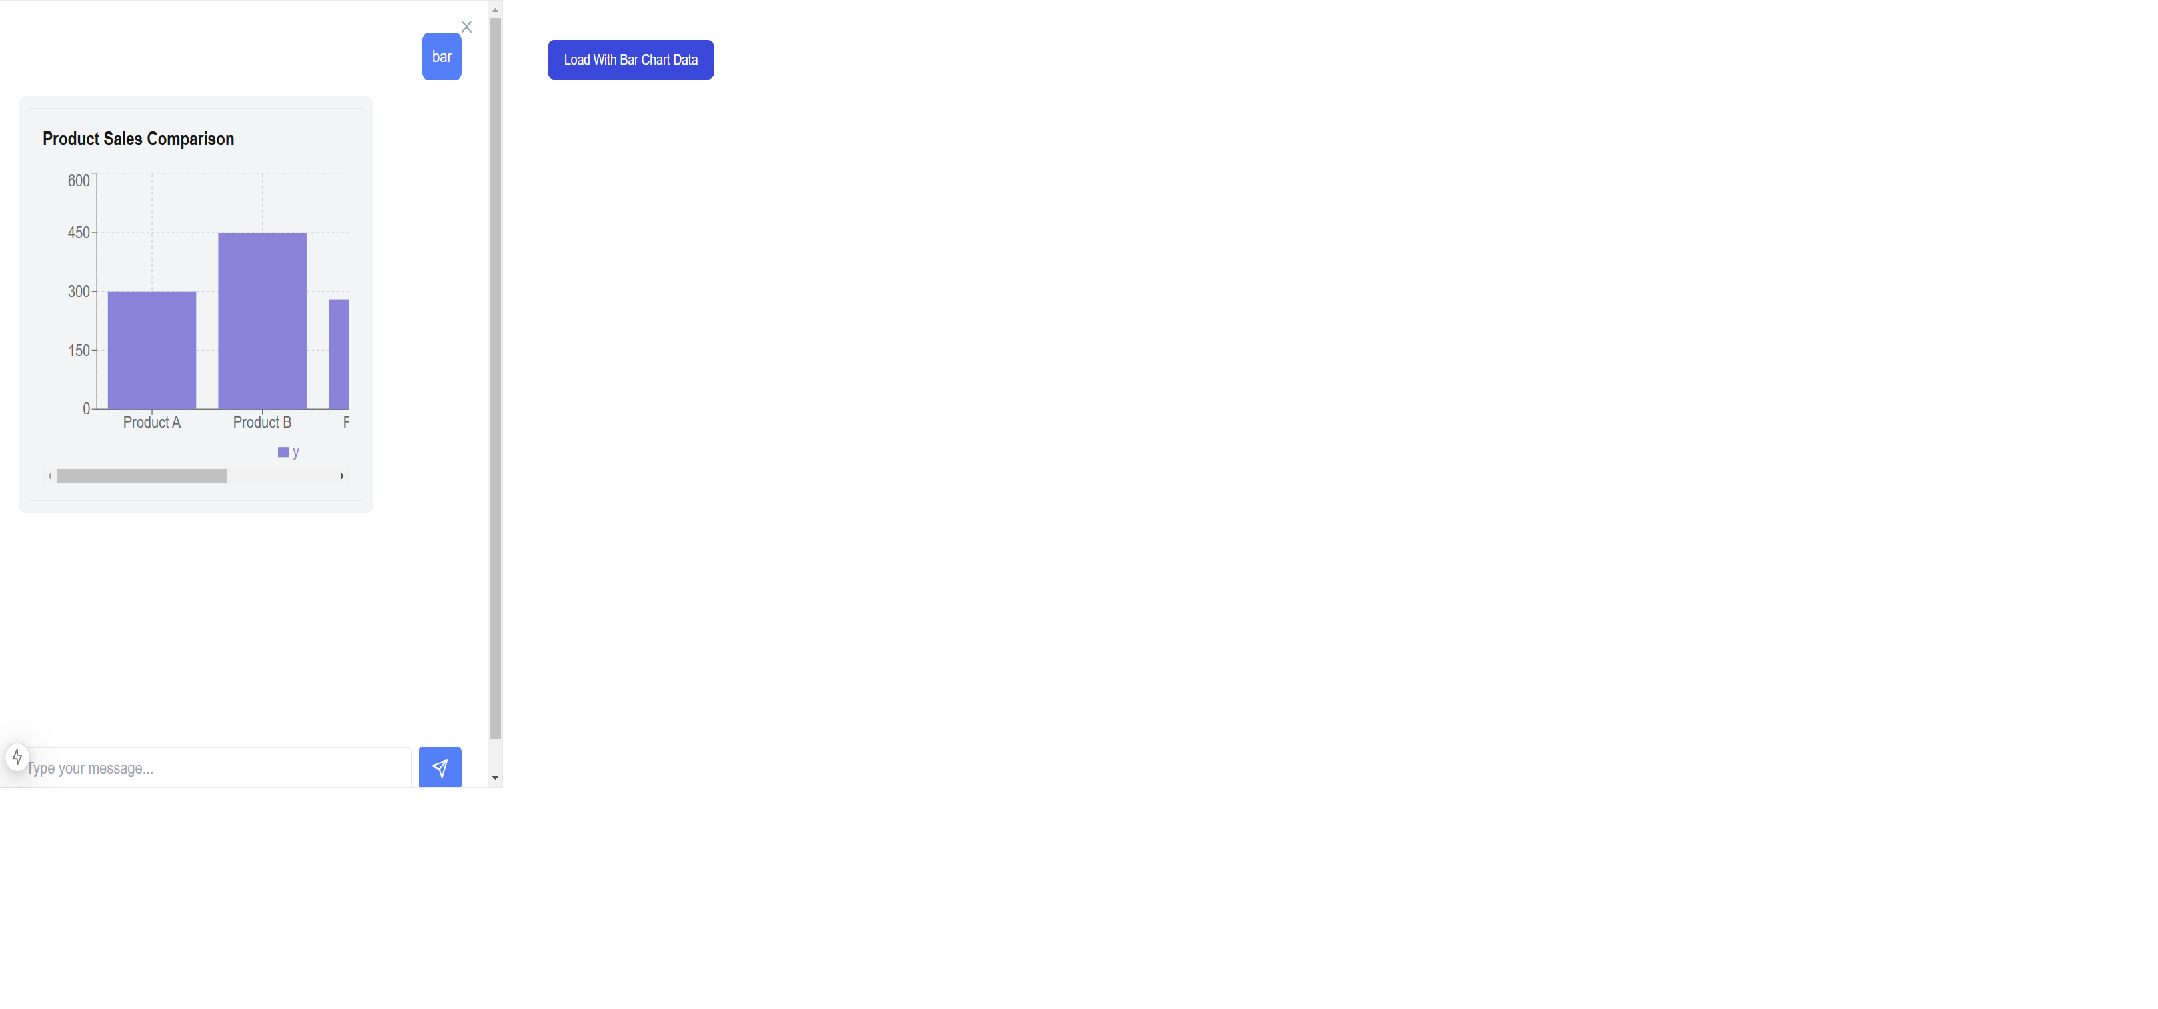 bar
Load With Bar Chart Data
Product Sales Comparison
600
450
300
150
0
Product A
Product B
y
Type your message...